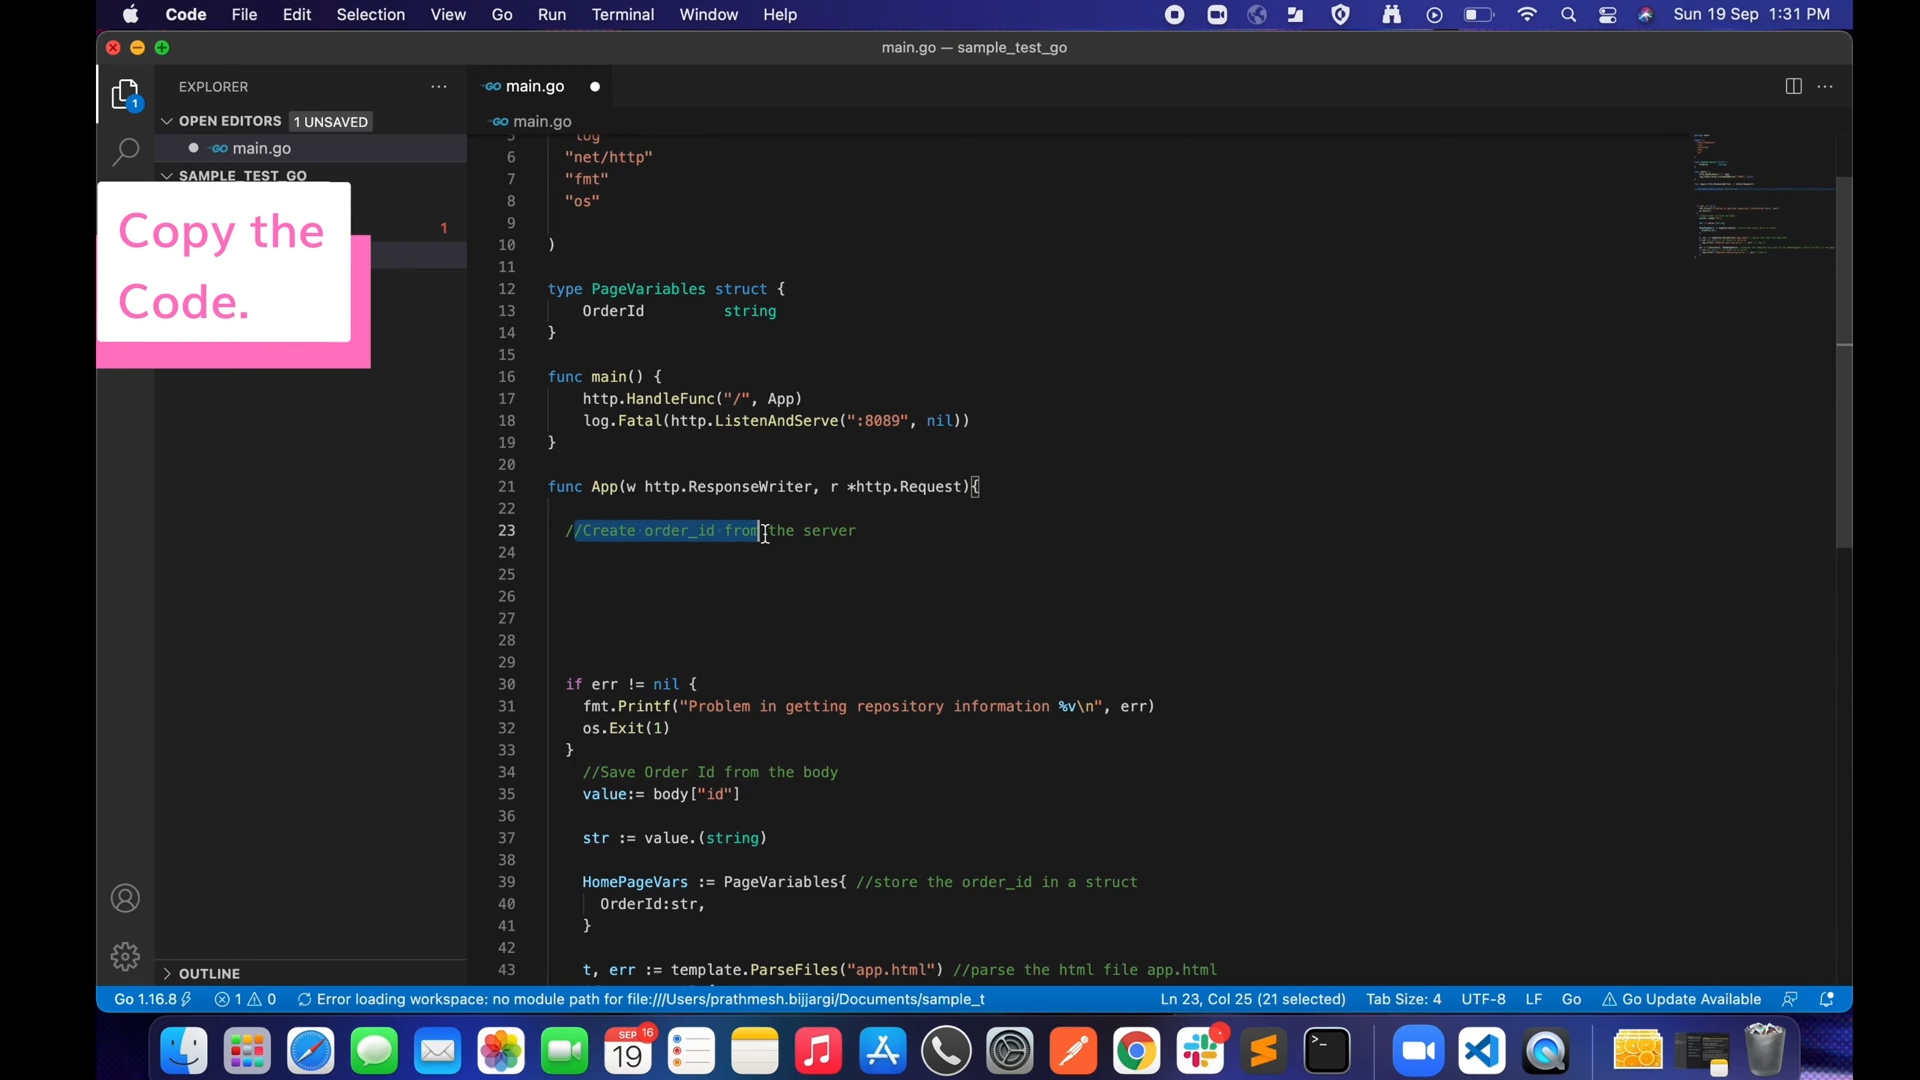 Code File Edit Selection View Go Run Terminal Window Help Sun 19 Sep 1:31 PM
main.go — sample_test_go
EXPLORER
GO main.go
OPEN EDITORS 1 UNSAVED
GO main.go
GO main.go
SAMPLE_TEST_GO
1
1
Copy the
Code.
5 "log
6 "net/http"
7 "fmt"
8 "os"
9
10 )
11
12 type PageVariables struct {
13 OrderId string
14 }
15
16 func main() {
17 http.HandleFunc("/", App)
18 log.Fatal(http.ListenAndServe(":8089", nil))
19 }
20
21 func App(w http.ResponseWriter, r *http.Request){
22
23 //Create order_id from the server
24
25
26
27
28
29
30 if err != nil {
31 fmt.Printf("Problem in getting repository information %v\n", err)
32 os.Exit(1)
33 }
34 //Save Order Id from the body
35 value:= body["id"]
36
37 str := value.(string)
38
39 HomePageVars := PageVariables{ //store the order_id in a struct
40 OrderId:str,
41 }
42
43 t, err := template.ParseFiles("app.html") //parse the html file app.html
OUTLINE
Go 1.16.8 1 0 Error loading workspace: no module path for file:///Users/prathmesh.bijjargi/Documents/sample_t Ln 23, Col 25 (21 selected) Tab Size: 4 UTF-8 LF Go Go Update Available
SEP 16
19